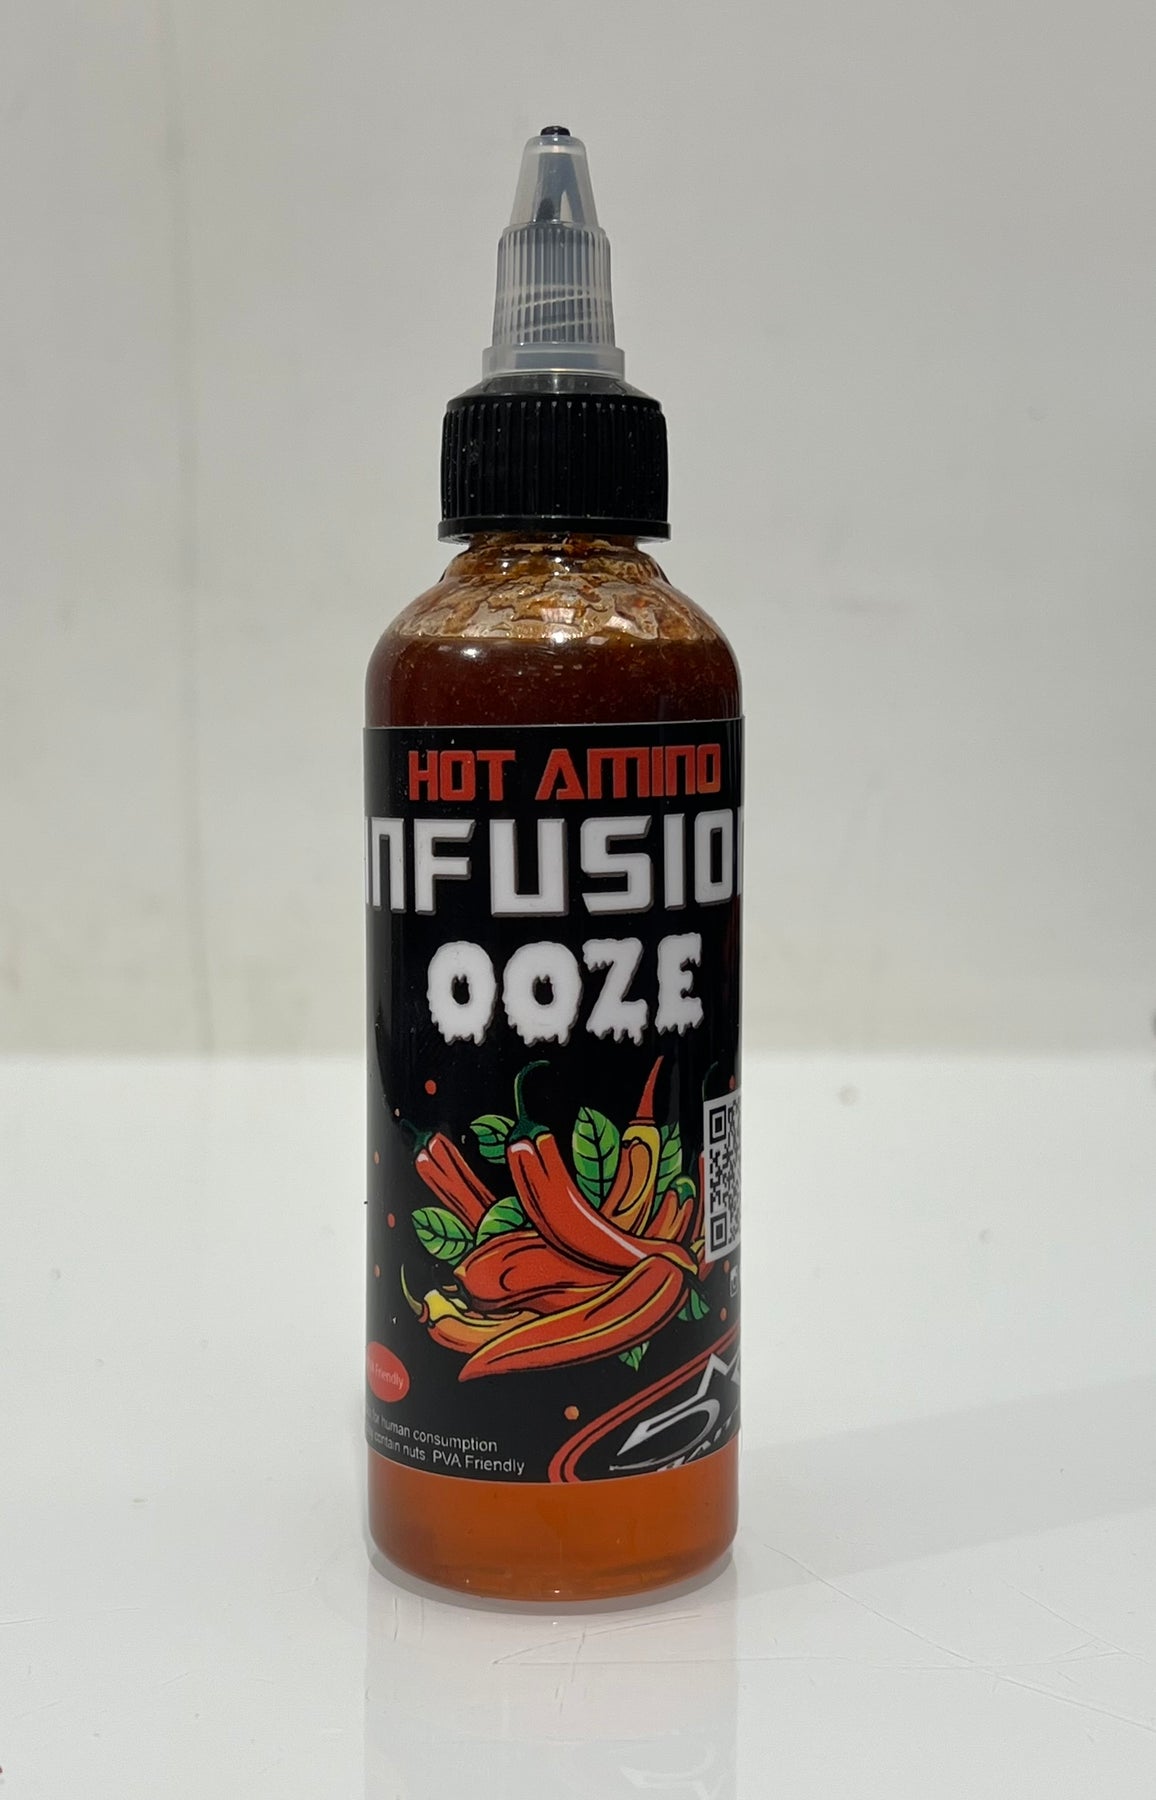 HOT AMINO
INFUSION
OOZE
Friendly
for human consumption
contain nuts PVA Friendly